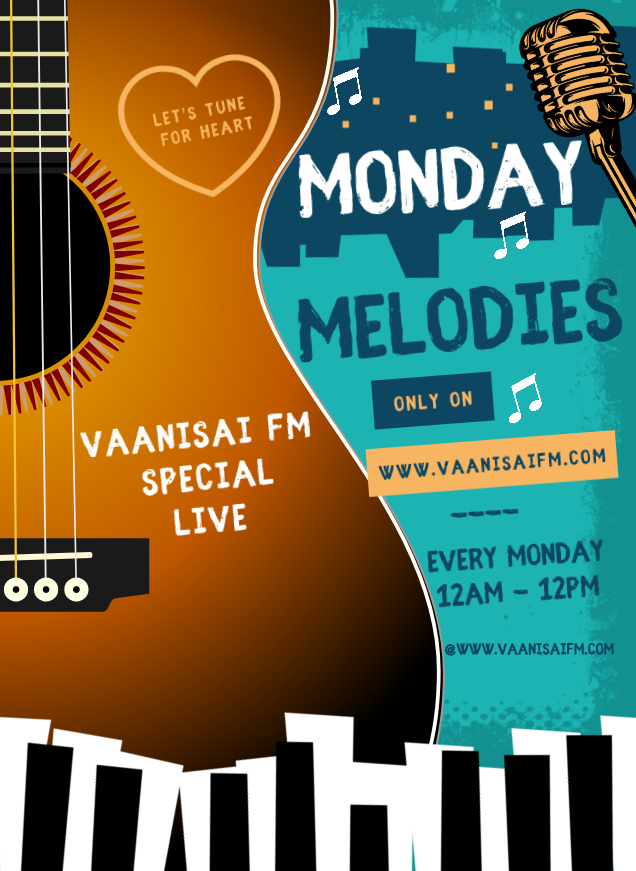 LET'S TUNE
FOR HEART
MONDAY
MELODIES
ONLY ON
WWW.VAANISAIFM.COM
VAANISAI FM
SPECIAL
LIVE
----
EVERY MONDAY
12AM - 12PM
@WWW.VAANISAIFM.COM